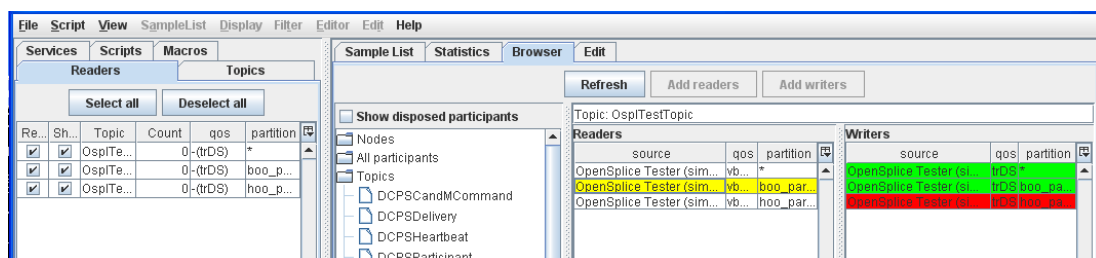 File Script View SampleList Display Filter Editor Edit Help
Services Scripts Macros
Readers Topics
Select all Deselect all
Re... Sh... Topic Count qos partition
OsplTe... 0 -(trDS) *
OsplTe... 0 -(trDS) boo_p...
OsplTe... 0 -(trDS) hoo_p...
Sample List Statistics Browser Edit
Refresh Add readers Add writers
Show disposed participants
Nodes
All participants
Topics
DCPSCandMCommand
DCPSDelivery
DCPSHeartbeat
DCPSParticipant
Topic: OsplTestTopic
Readers
source qos partition
OpenSplice Tester (sim... vb... *
OpenSplice Tester (sim... vb... boo_par...
OpenSplice Tester (sim... vb... hoo_par...
Writers
source qos partition
OpenSplice Tester (si... trDS *
OpenSplice Tester (si... trDS boo_pa...
OpenSplice Tester (si... trDS hoo_pa...